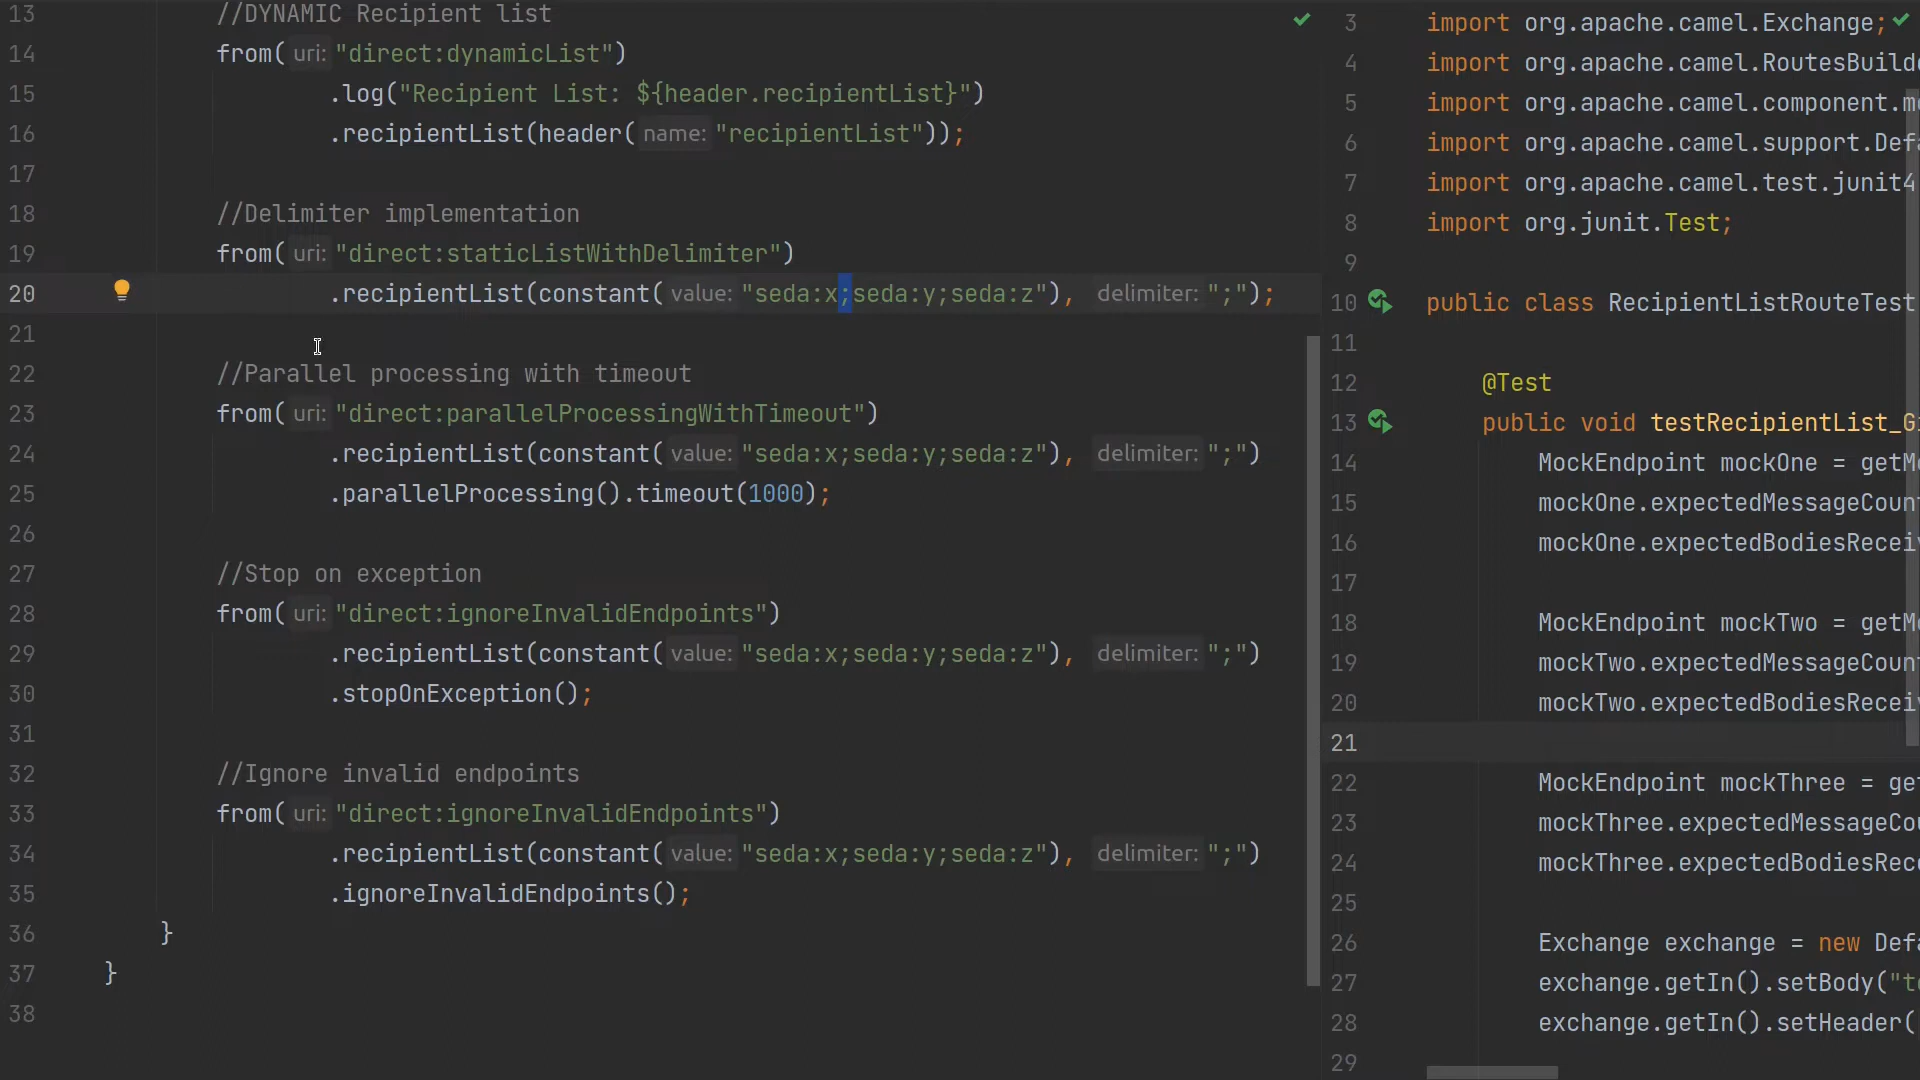 13 //DYNAMIC Recipient list
14 from( uri: "direct:dynamicList")
15 .log("Recipient List: ${header.recipientList}")
16 .recipientList(header( name: "recipientList"));
17
18 //Delimiter implementation
19 from( uri: "direct:staticListWithDelimiter")
20 .recipientList(constant( value: "seda:x;seda:y;seda:z"), delimiter: ";");
21
22 //Parallel processing with timeout
23 from( uri: "direct:parallelProcessingWithTimeout")
24 .recipientList(constant( value: "seda:x;seda:y;seda:z"), delimiter: ";")
25 .parallelProcessing().timeout(1000);
26
27 //Stop on exception
28 from( uri: "direct:ignoreInvalidEndpoints")
29 .recipientList(constant( value: "seda:x;seda:y;seda:z"), delimiter: ";")
30 .stopOnException();
31
32 //Ignore invalid endpoints
33 from( uri: "direct:ignoreInvalidEndpoints")
34 .recipientList(constant( value: "seda:x;seda:y;seda:z"), delimiter: ";")
35 .ignoreInvalidEndpoints();
36 }
37 }
38
3 import org.apache.camel.Exchange;
4 import org.apache.camel.RoutesBuilde
5 import org.apache.camel.component.m
6 import org.apache.camel.support.Defa
7 import org.apache.camel.test.junit4
8 import org.junit.Test;
9
10 public class RecipientListRouteTest
11
12 @Test
13 public void testRecipientList_G
14 MockEndpoint mockOne = getMo
15 mockOne.expectedMessageCoun
16 mockOne.expectedBodiesRecei
17
18 MockEndpoint mockTwo = getMo
19 mockTwo.expectedMessageCoun
20 mockTwo.expectedBodiesRecei
21
22 MockEndpoint mockThree = get
23 mockThree.expectedMessageCou
24 mockThree.expectedBodiesRece
25
26 Exchange exchange = new Defa
27 exchange.getIn().setBody("te
28 exchange.getIn().setHeader(
29